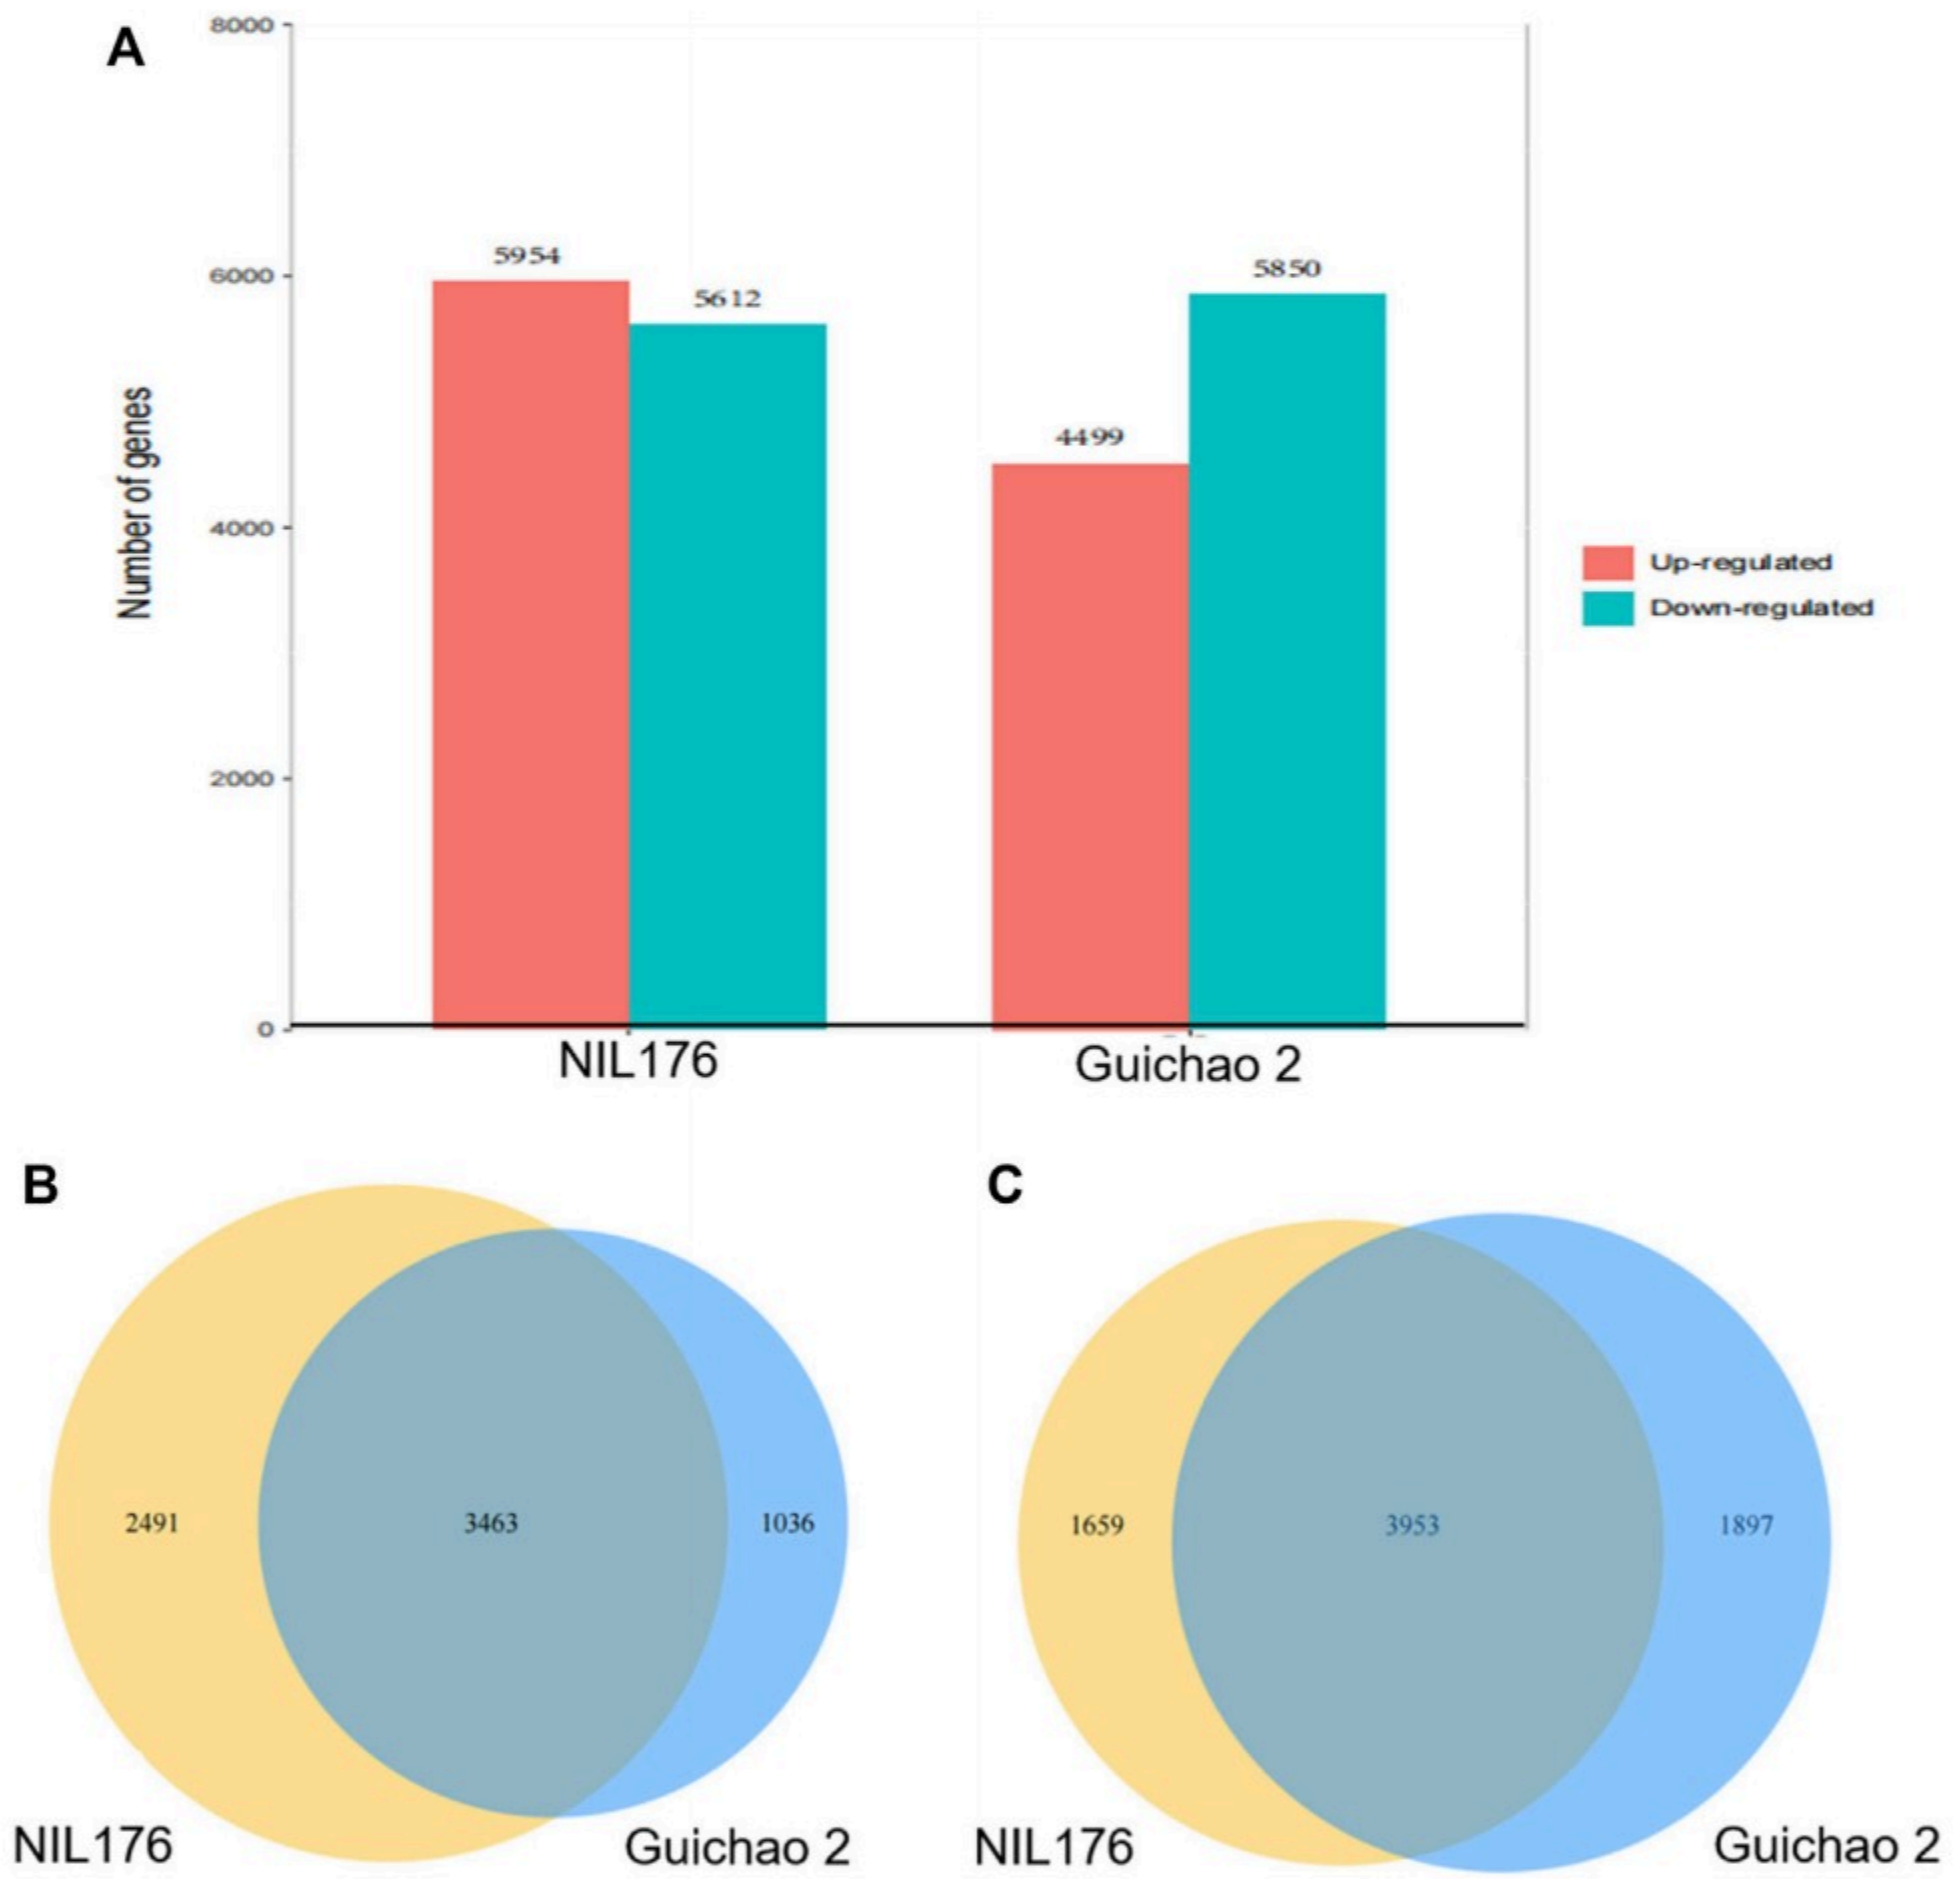 A
8000
6000
4000
2000
0
Number of genes
5954
5612
4499
5850
Up-regulated
Down-regulated
NIL176
Guichao 2
B
2491
3463
1036
NIL176
Guichao 2
C
1659
3953
1897
NIL176
Guichao 2